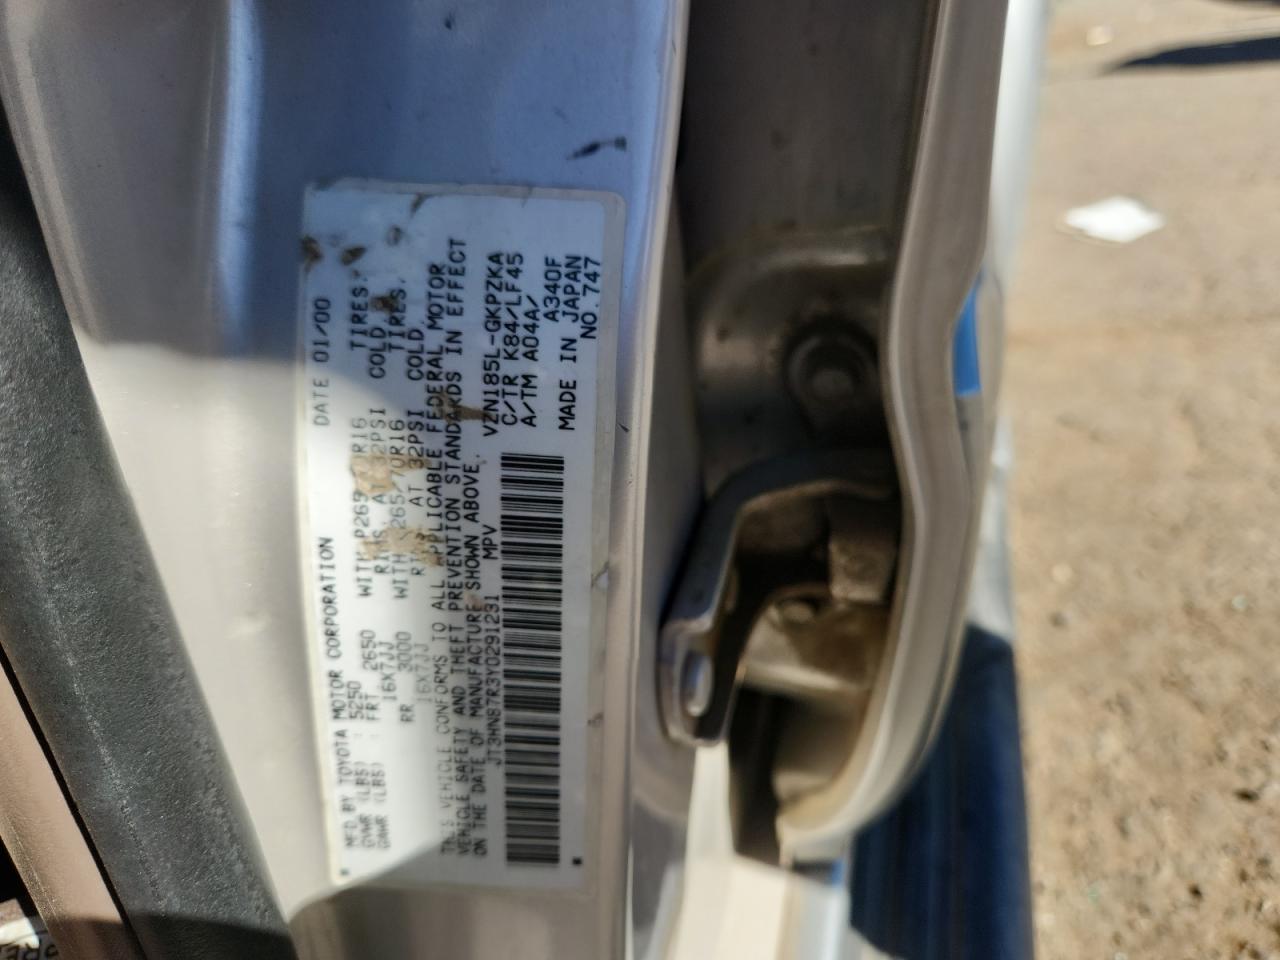 MFD. BY TOYOTA MOTOR CORPORATION DATE 01/00
GVWR (LBS) : 5250
GAWR (LBS) : FRT 2650 WITH P265 70R16 TIRES,
16X7JJ RIMS, AT 32PSI COLD
RR 3000 WITH P265/70R16 TIRES,
16X7JJ RIMS, AT 32PSI COLD
THIS VEHICLE CONFORMS TO ALL APPLICABLE FEDERAL MOTOR
VEHICLE SAFETY AND THEFT PREVENTION STANDARDS IN EFFECT
ON THE DATE OF MANUFACTURE SHOWN ABOVE.
JT3HN87R3Y0291231 MPV VZN185L-GKPZKA
C/TR K84/LF45
A/TM A04A/ A340F
MADE IN JAPAN
NO.747